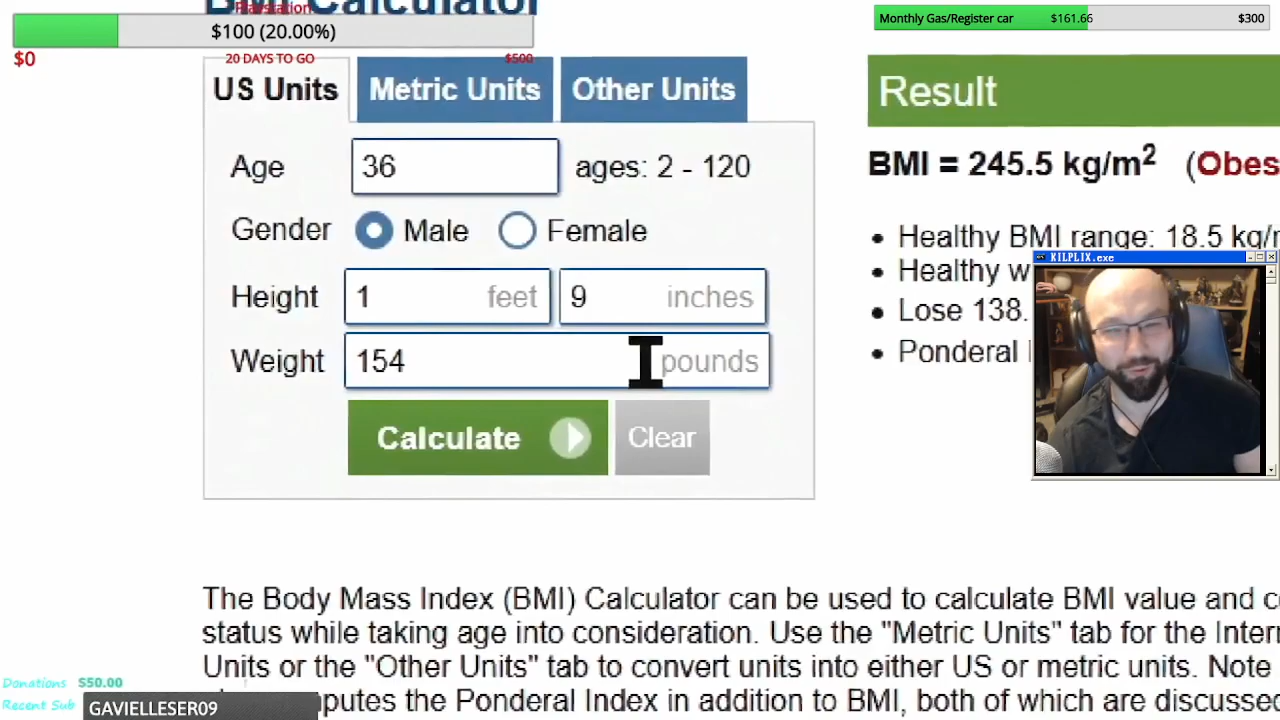 BMI Calculator
Playstation
$100 (20.00%)
$0
20 DAYS TO GO
$500
Monthly Gas/Register car $161.66 $300
US Units
Metric Units
Other Units
Age
36
ages: 2 - 120
Gender
Male
Female
Height
1
feet
9
inches
Weight
154
pounds
Calculate
Clear
Result
BMI = 245.5 kg/m² (Obes
Healthy BMI range: 18.5 kg/r
Healthy w
Lose 138.
Ponderal I
KILPLIX.exe
The Body Mass Index (BMI) Calculator can be used to calculate BMI value and c
status while taking age into consideration. Use the "Metric Units" tab for the Inter
Units or the "Other Units" tab to convert units into either US or metric units. Note
putes the Ponderal Index in addition to BMI, both of which are discusse
Donations $50.00
Recent Sub GAVIELLESER09